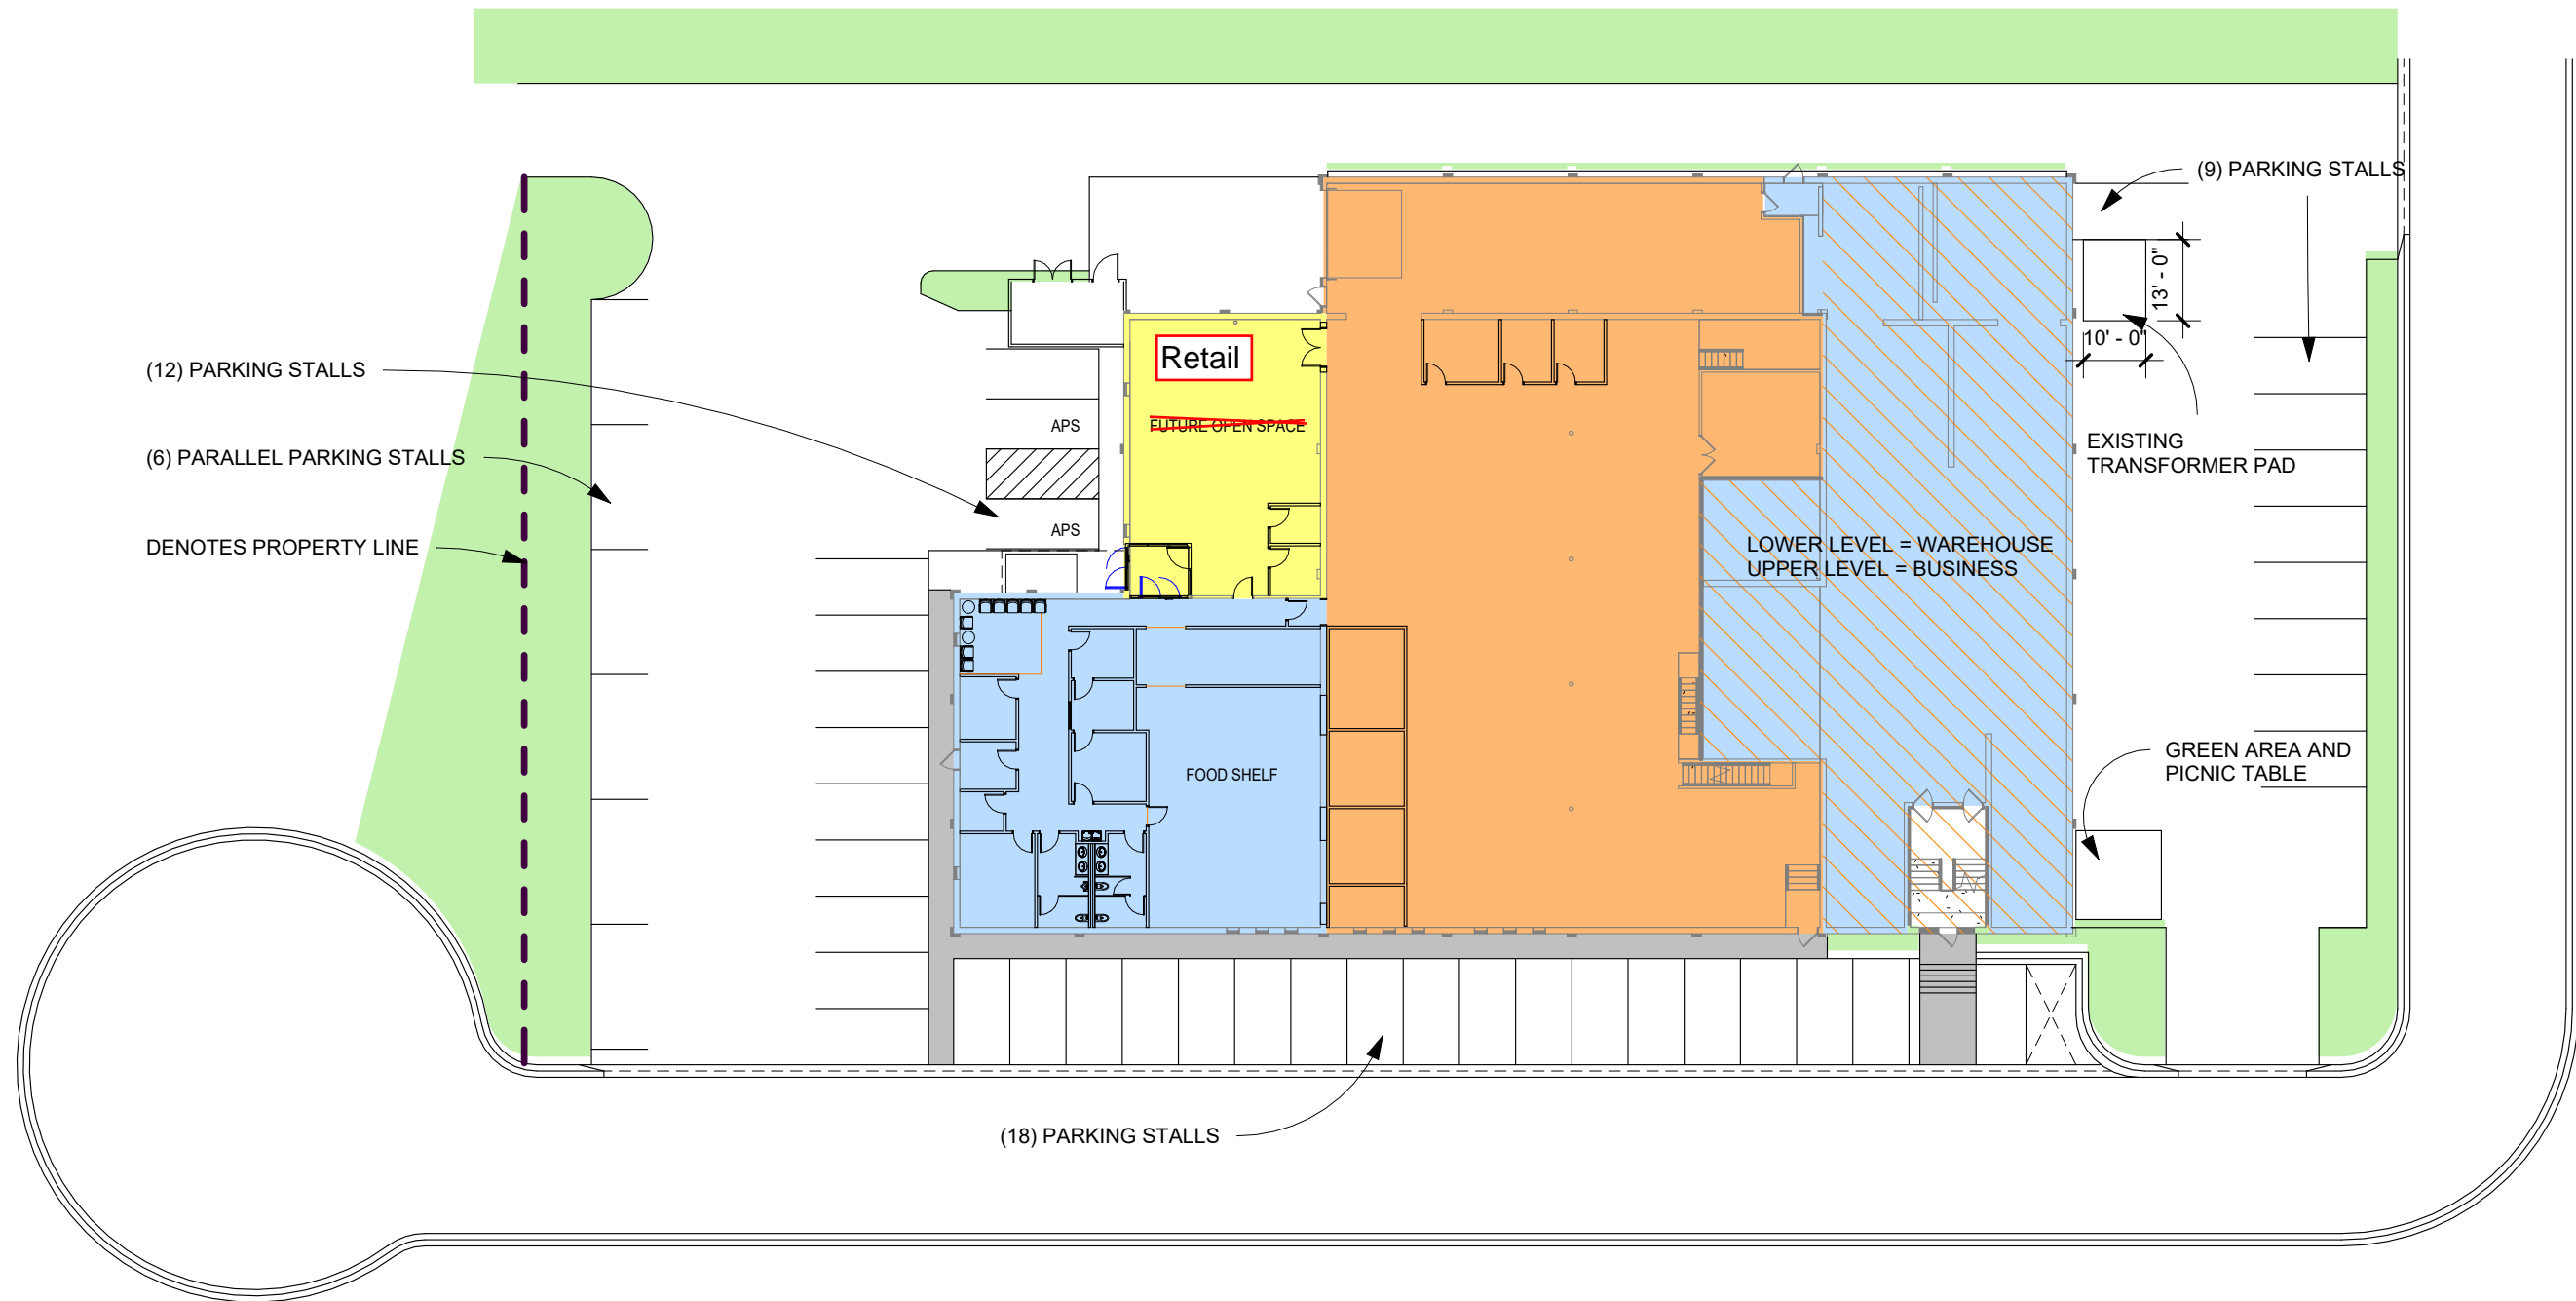 (9) PARKING STALLS
13' - 0"
10' - 0"
Retail
(12) PARKING STALLS
APS
FUTURE OPEN SPACE
EXISTING
TRANSFORMER PAD
(6) PARALLEL PARKING STALLS
APS
DENOTES PROPERTY LINE
LOWER LEVEL = WAREHOUSE
UPPER LEVEL = BUSINESS
GREEN AREA AND
PICNIC TABLE
FOOD SHELF
(18) PARKING STALLS